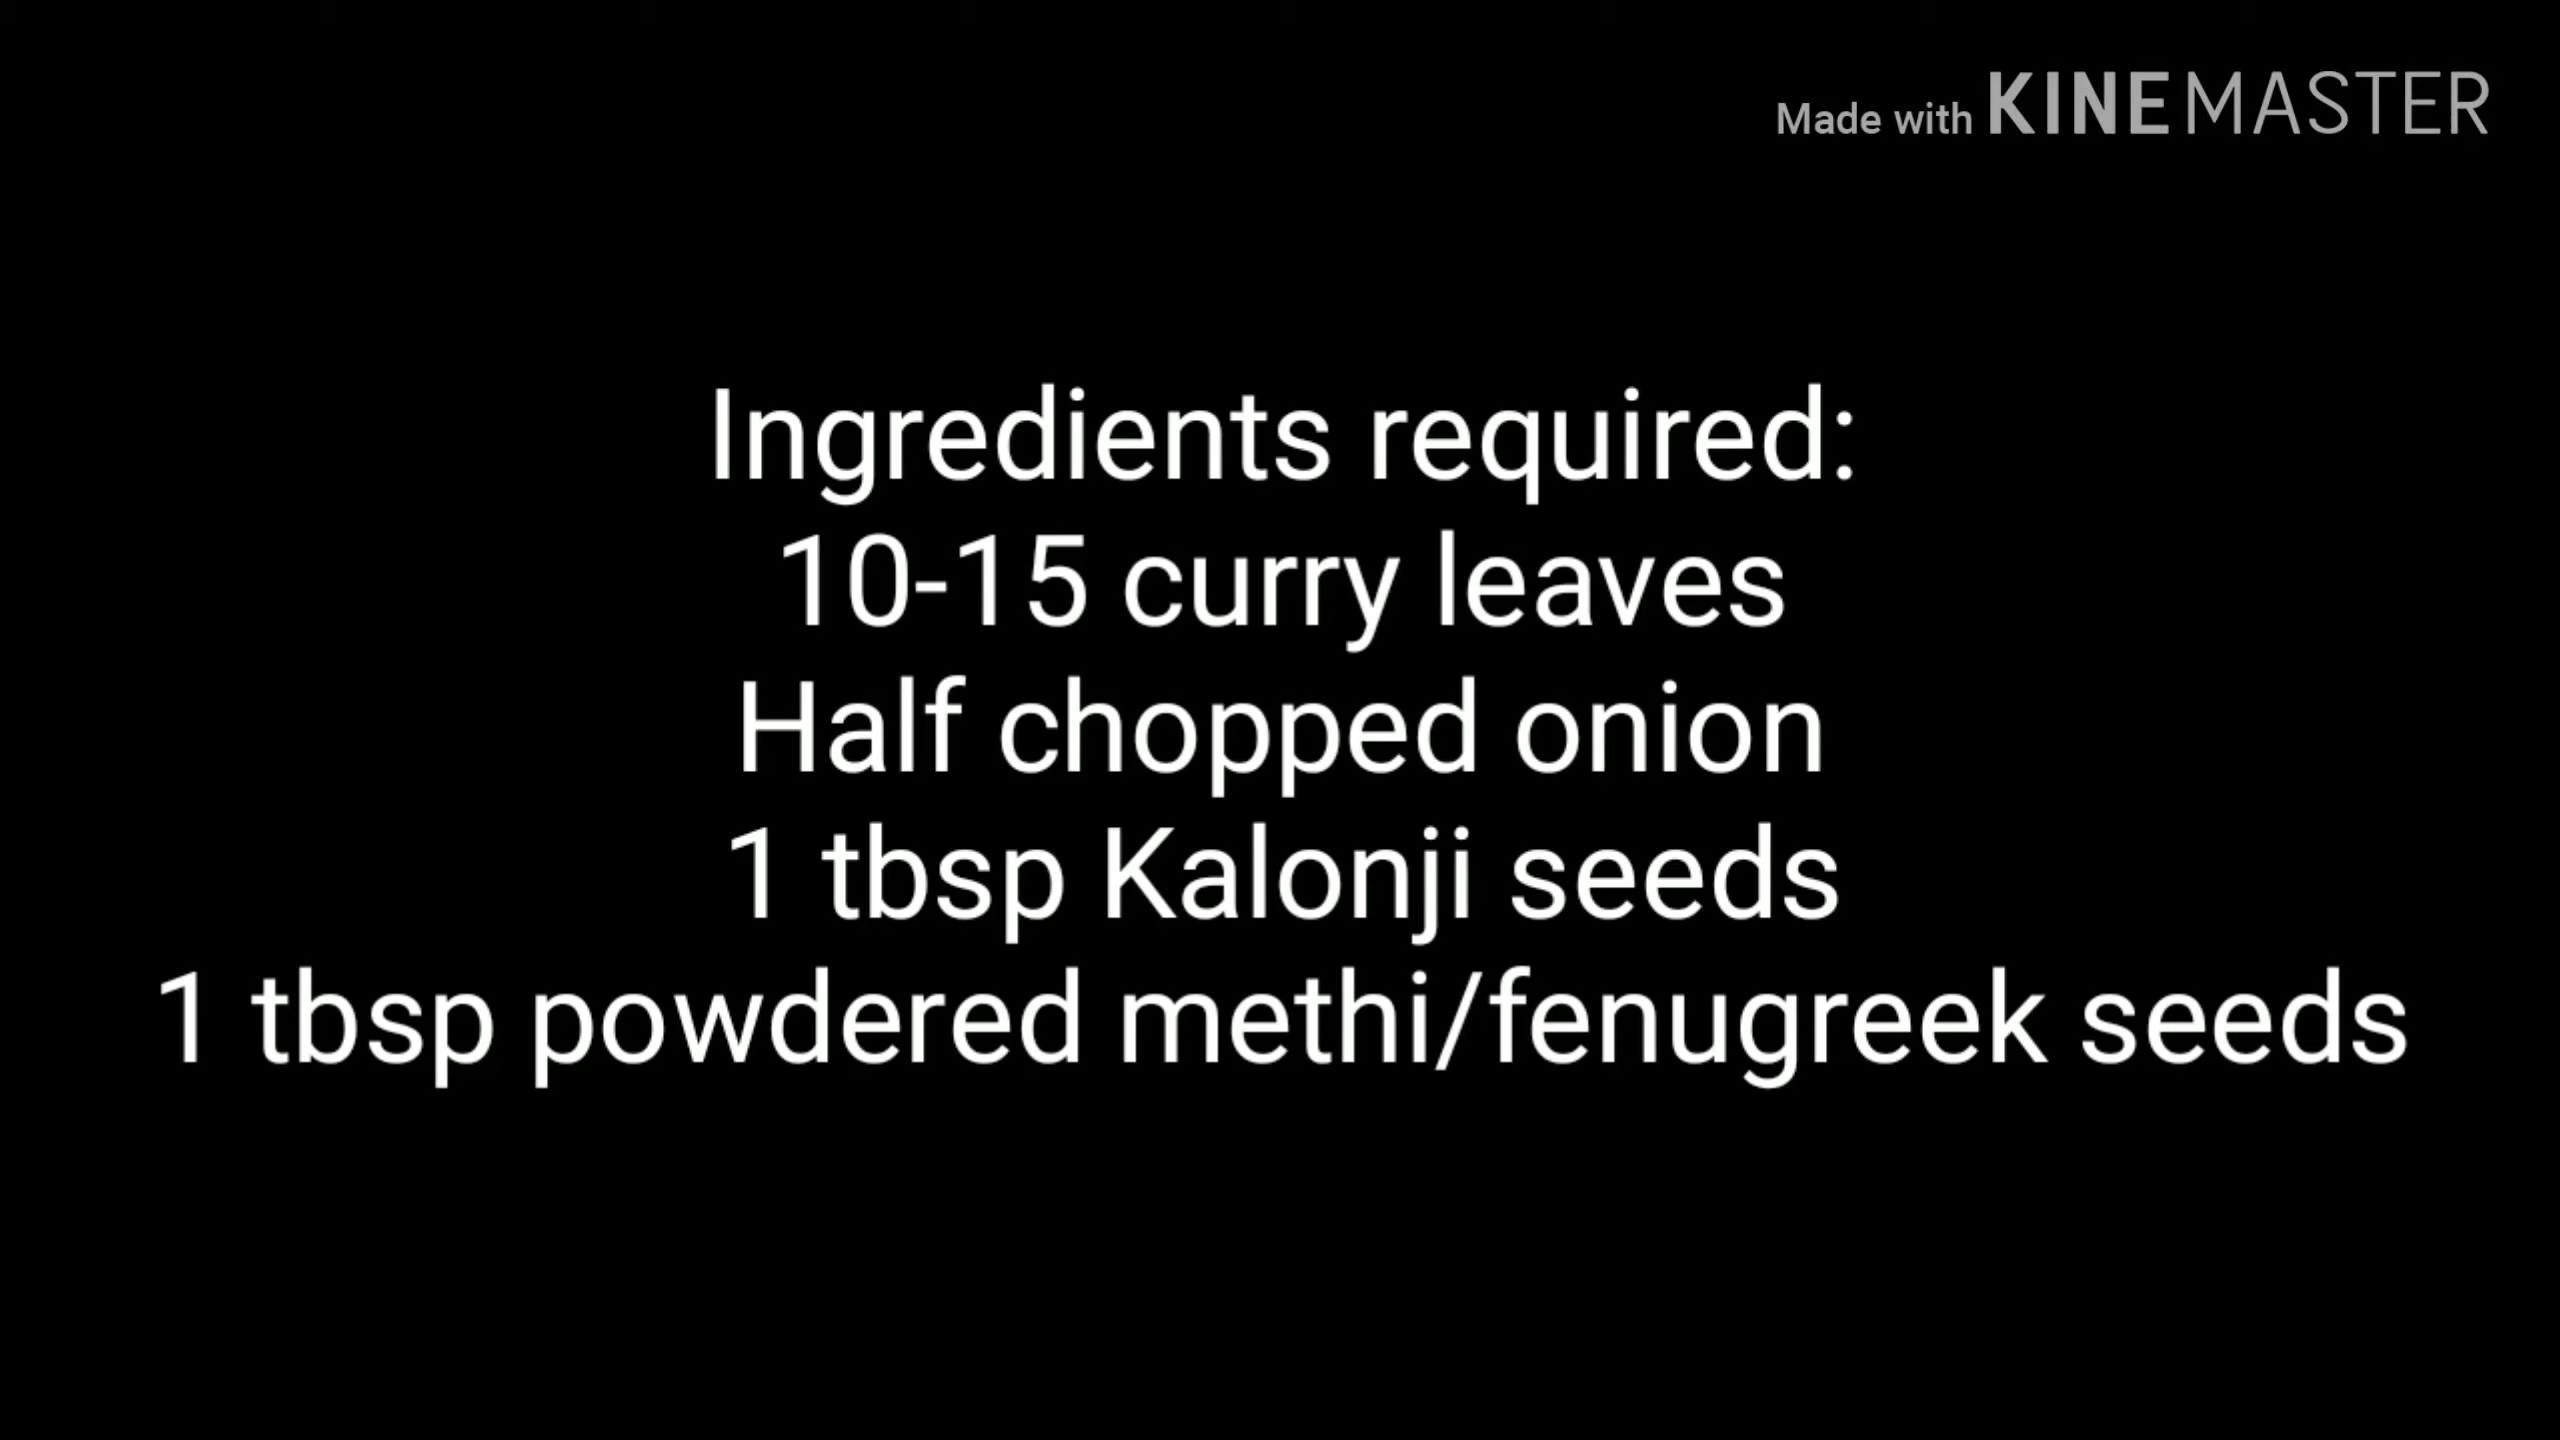 Made with KINEMASTER
Ingredients required:
10-15 curry leaves
Half chopped onion
1 tbsp Kalonji seeds
1 tbsp powdered methi/fenugreek seeds